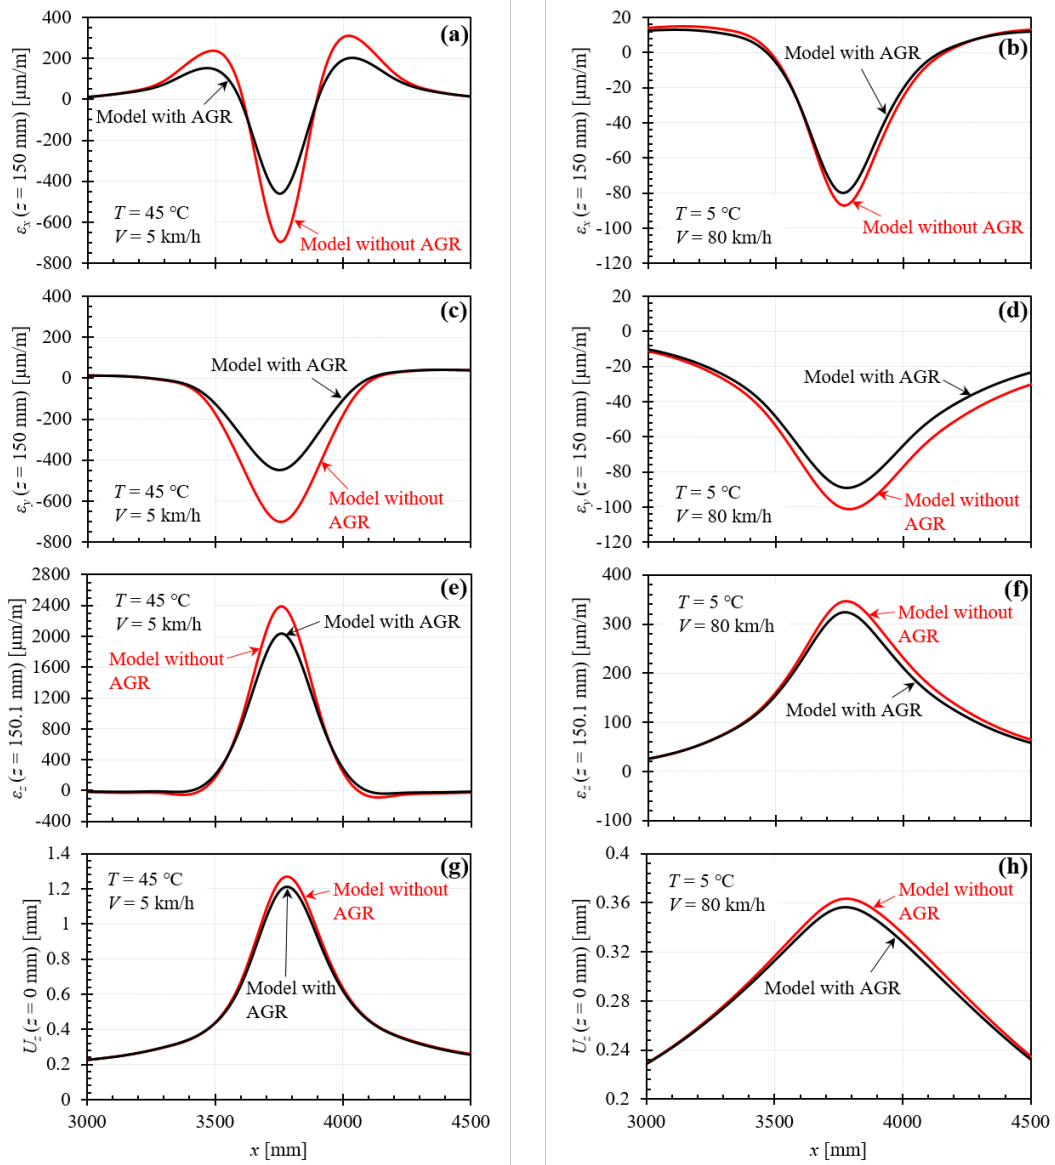 400
200
0
-200
-400
-600
-800
εx (z = 150 mm) [μm/m]
(a)
Model with AGR
T = 45 °C
V = 5 km/h
Model without AGR
20
0
-20
-40
-60
-80
-100
-120
εx (z = 150 mm) [μm/m]
(b)
Model with AGR
T = 5 °C
V = 80 km/h
Model without AGR
400
200
0
-200
-400
-600
-800
εy (z = 150 mm) [μm/m]
(c)
Model with AGR
T = 45 °C
V = 5 km/h
Model without
AGR
20
0
-20
-40
-60
-80
-100
-120
εy (z = 150 mm) [μm/m]
(d)
Model with AGR
T = 5 °C
V = 80 km/h
Model without
AGR
2800
2400
2000
1600
1200
800
400
0
-400
εz (z = 150.1 mm) [μm/m]
(e)
T = 45 °C
V = 5 km/h
Model with AGR
Model without
AGR
400
300
200
100
0
-100
εz (z = 150.1 mm) [μm/m]
(f)
T = 5 °C
V = 80 km/h
Model without
AGR
Model with AGR
1.4
1.2
1
0.8
0.6
0.4
0.2
0
Uz (z = 0 mm) [mm]
(g)
T = 45 °C
V = 5 km/h
Model without
AGR
Model with
AGR
3000
3500
4000
4500
x [mm]
0.4
0.36
0.32
0.28
0.24
0.2
Uz (z = 0 mm) [mm]
(h)
T = 5 °C
V = 80 km/h
Model without
AGR
Model with AGR
3000
3500
4000
4500
x [mm]